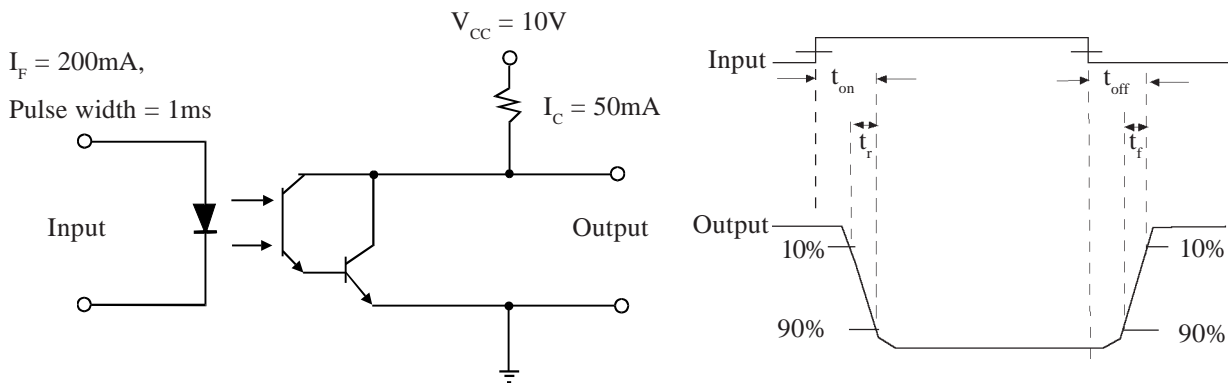 V_CC = 10V
I_F = 200mA,
Pulse width = 1ms
I_C = 50mA
Input
Output
Input
t_on
t_off
t_r
t_f
Output
10%
10%
90%
90%